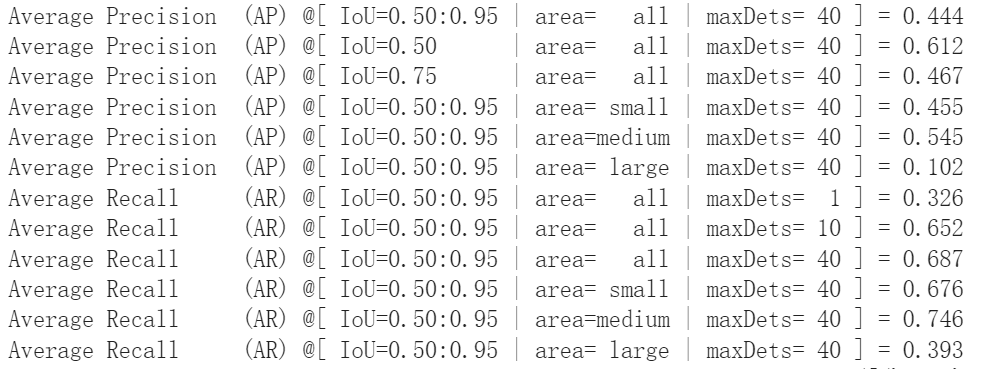 Average Precision (AP) @[ IoU=0.50:0.95 | area= all | maxDets= 40 ] = 0.444
Average Precision (AP) @[ IoU=0.50 | area= all | maxDets= 40 ] = 0.612
Average Precision (AP) @[ IoU=0.75 | area= all | maxDets= 40 ] = 0.467
Average Precision (AP) @[ IoU=0.50:0.95 | area= small | maxDets= 40 ] = 0.455
Average Precision (AP) @[ IoU=0.50:0.95 | area=medium | maxDets= 40 ] = 0.545
Average Precision (AP) @[ IoU=0.50:0.95 | area= large | maxDets= 40 ] = 0.102
Average Recall (AR) @[ IoU=0.50:0.95 | area= all | maxDets= 1 ] = 0.326
Average Recall (AR) @[ IoU=0.50:0.95 | area= all | maxDets= 10 ] = 0.652
Average Recall (AR) @[ IoU=0.50:0.95 | area= all | maxDets= 40 ] = 0.687
Average Recall (AR) @[ IoU=0.50:0.95 | area= small | maxDets= 40 ] = 0.676
Average Recall (AR) @[ IoU=0.50:0.95 | area=medium | maxDets= 40 ] = 0.746
Average Recall (AR) @[ IoU=0.50:0.95 | area= large | maxDets= 40 ] = 0.393